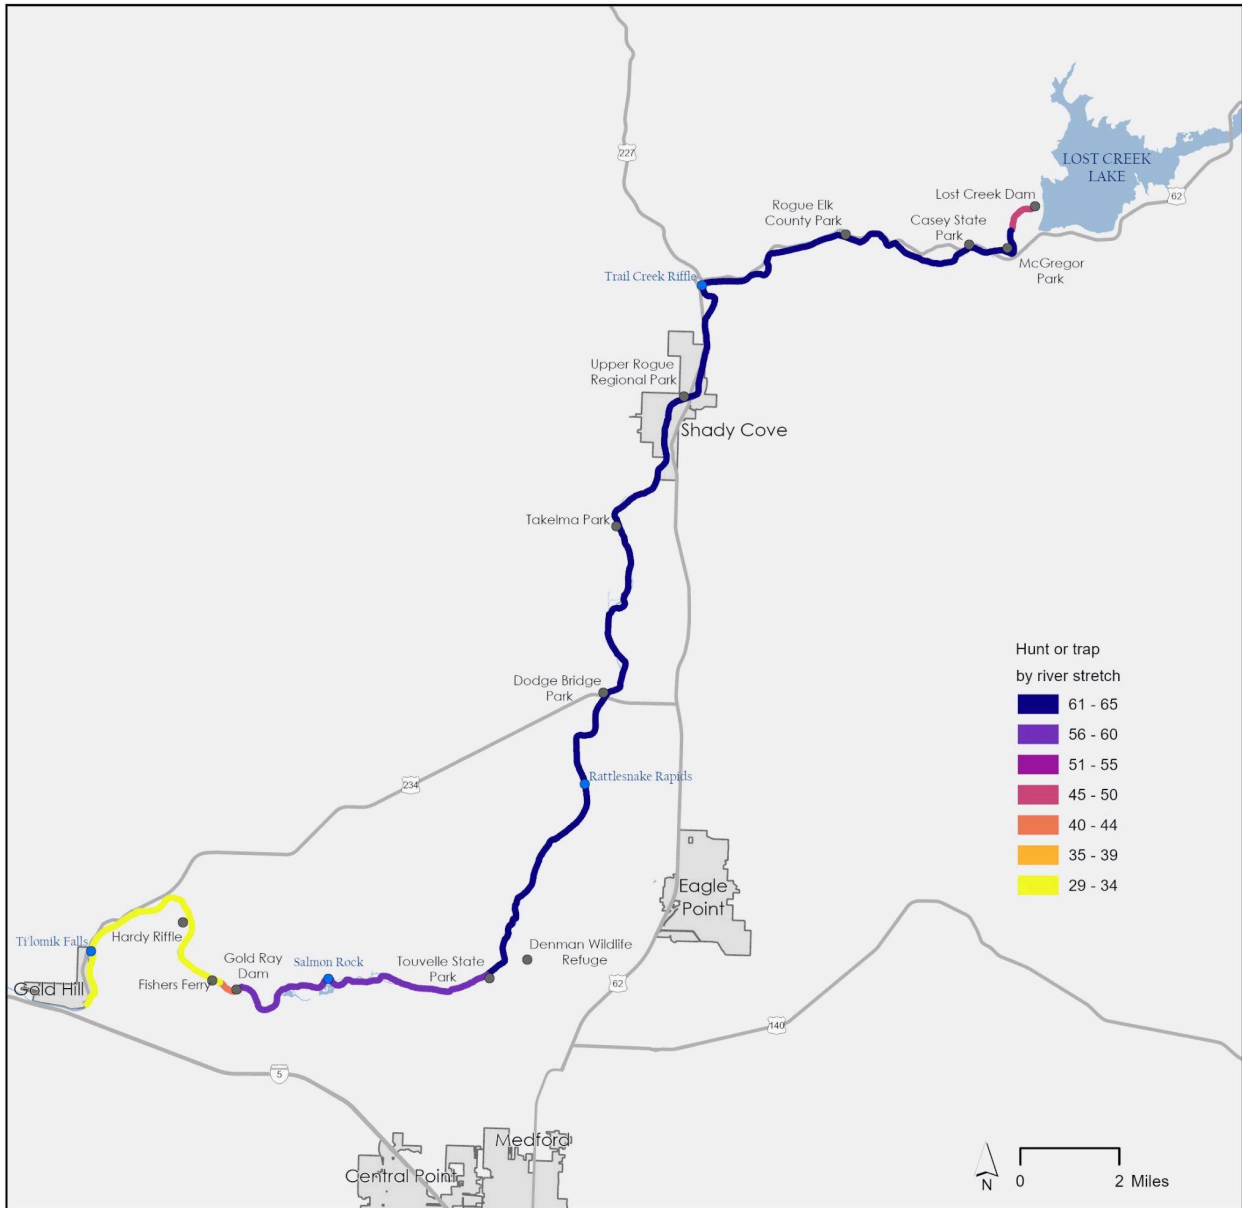 227
LOST CREEK
LAKE
Lost Creek Dam
62
Rogue Elk
County Park
Casey State
Park
McGregor
Park
Trail Creek Riffle
Upper Rogue
Regional Park
Shady Cove
Takelma Park
Hunt or trap
by river stretch
61 - 65
56 - 60
51 - 55
45 - 50
40 - 44
35 - 39
29 - 34
Dodge Bridge
Park
Rattlesnake Rapids
234
Eagle
Point
Ti'lomik Falls
Hardy Riffle
Gold Ray
Dam
Salmon Rock
Touvelle State
Park
Denman Wildlife
Refuge
Fishers Ferry
Gold Hill
62
140
5
Medford
Central Point
N
0 2 Miles